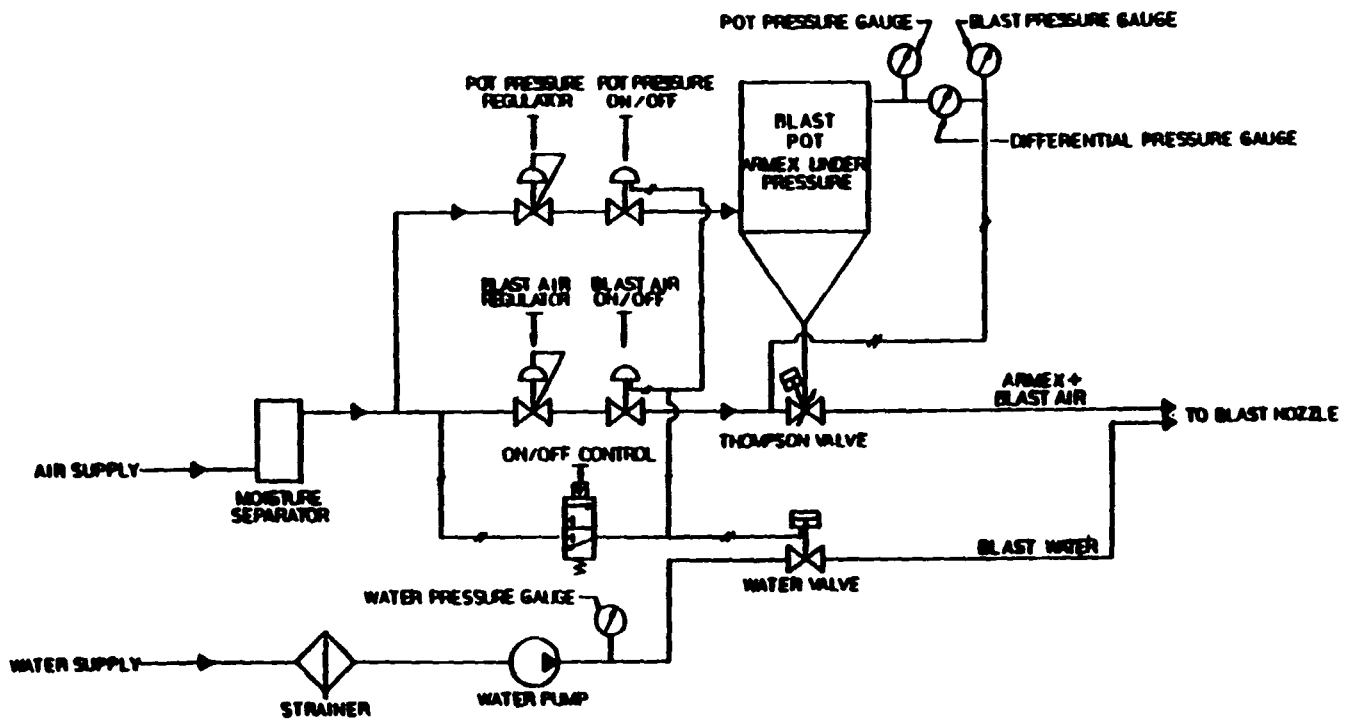 POT PRESSURE GAUGE
BLAST PRESSURE GAUGE
POT PRESSURE
REGULATOR
POT PRESSURE
ON/OFF
BLAST
POT
ARMEX UNDER
PRESSURE
DIFFERENTIAL PRESSURE GAUGE
BLAST AIR
REGULATOR
BLAST AIR
ON/OFF
ARMEX +
BLAST AIR
TO BLAST NOZZLE
THOMPSON VALVE
ON/OFF CONTROL
AIR SUPPLY
MOISTURE
SEPARATOR
BLAST WATER
WATER VALVE
WATER PRESSURE GAUGE
WATER SUPPLY
WATER PUMP
STRAINER